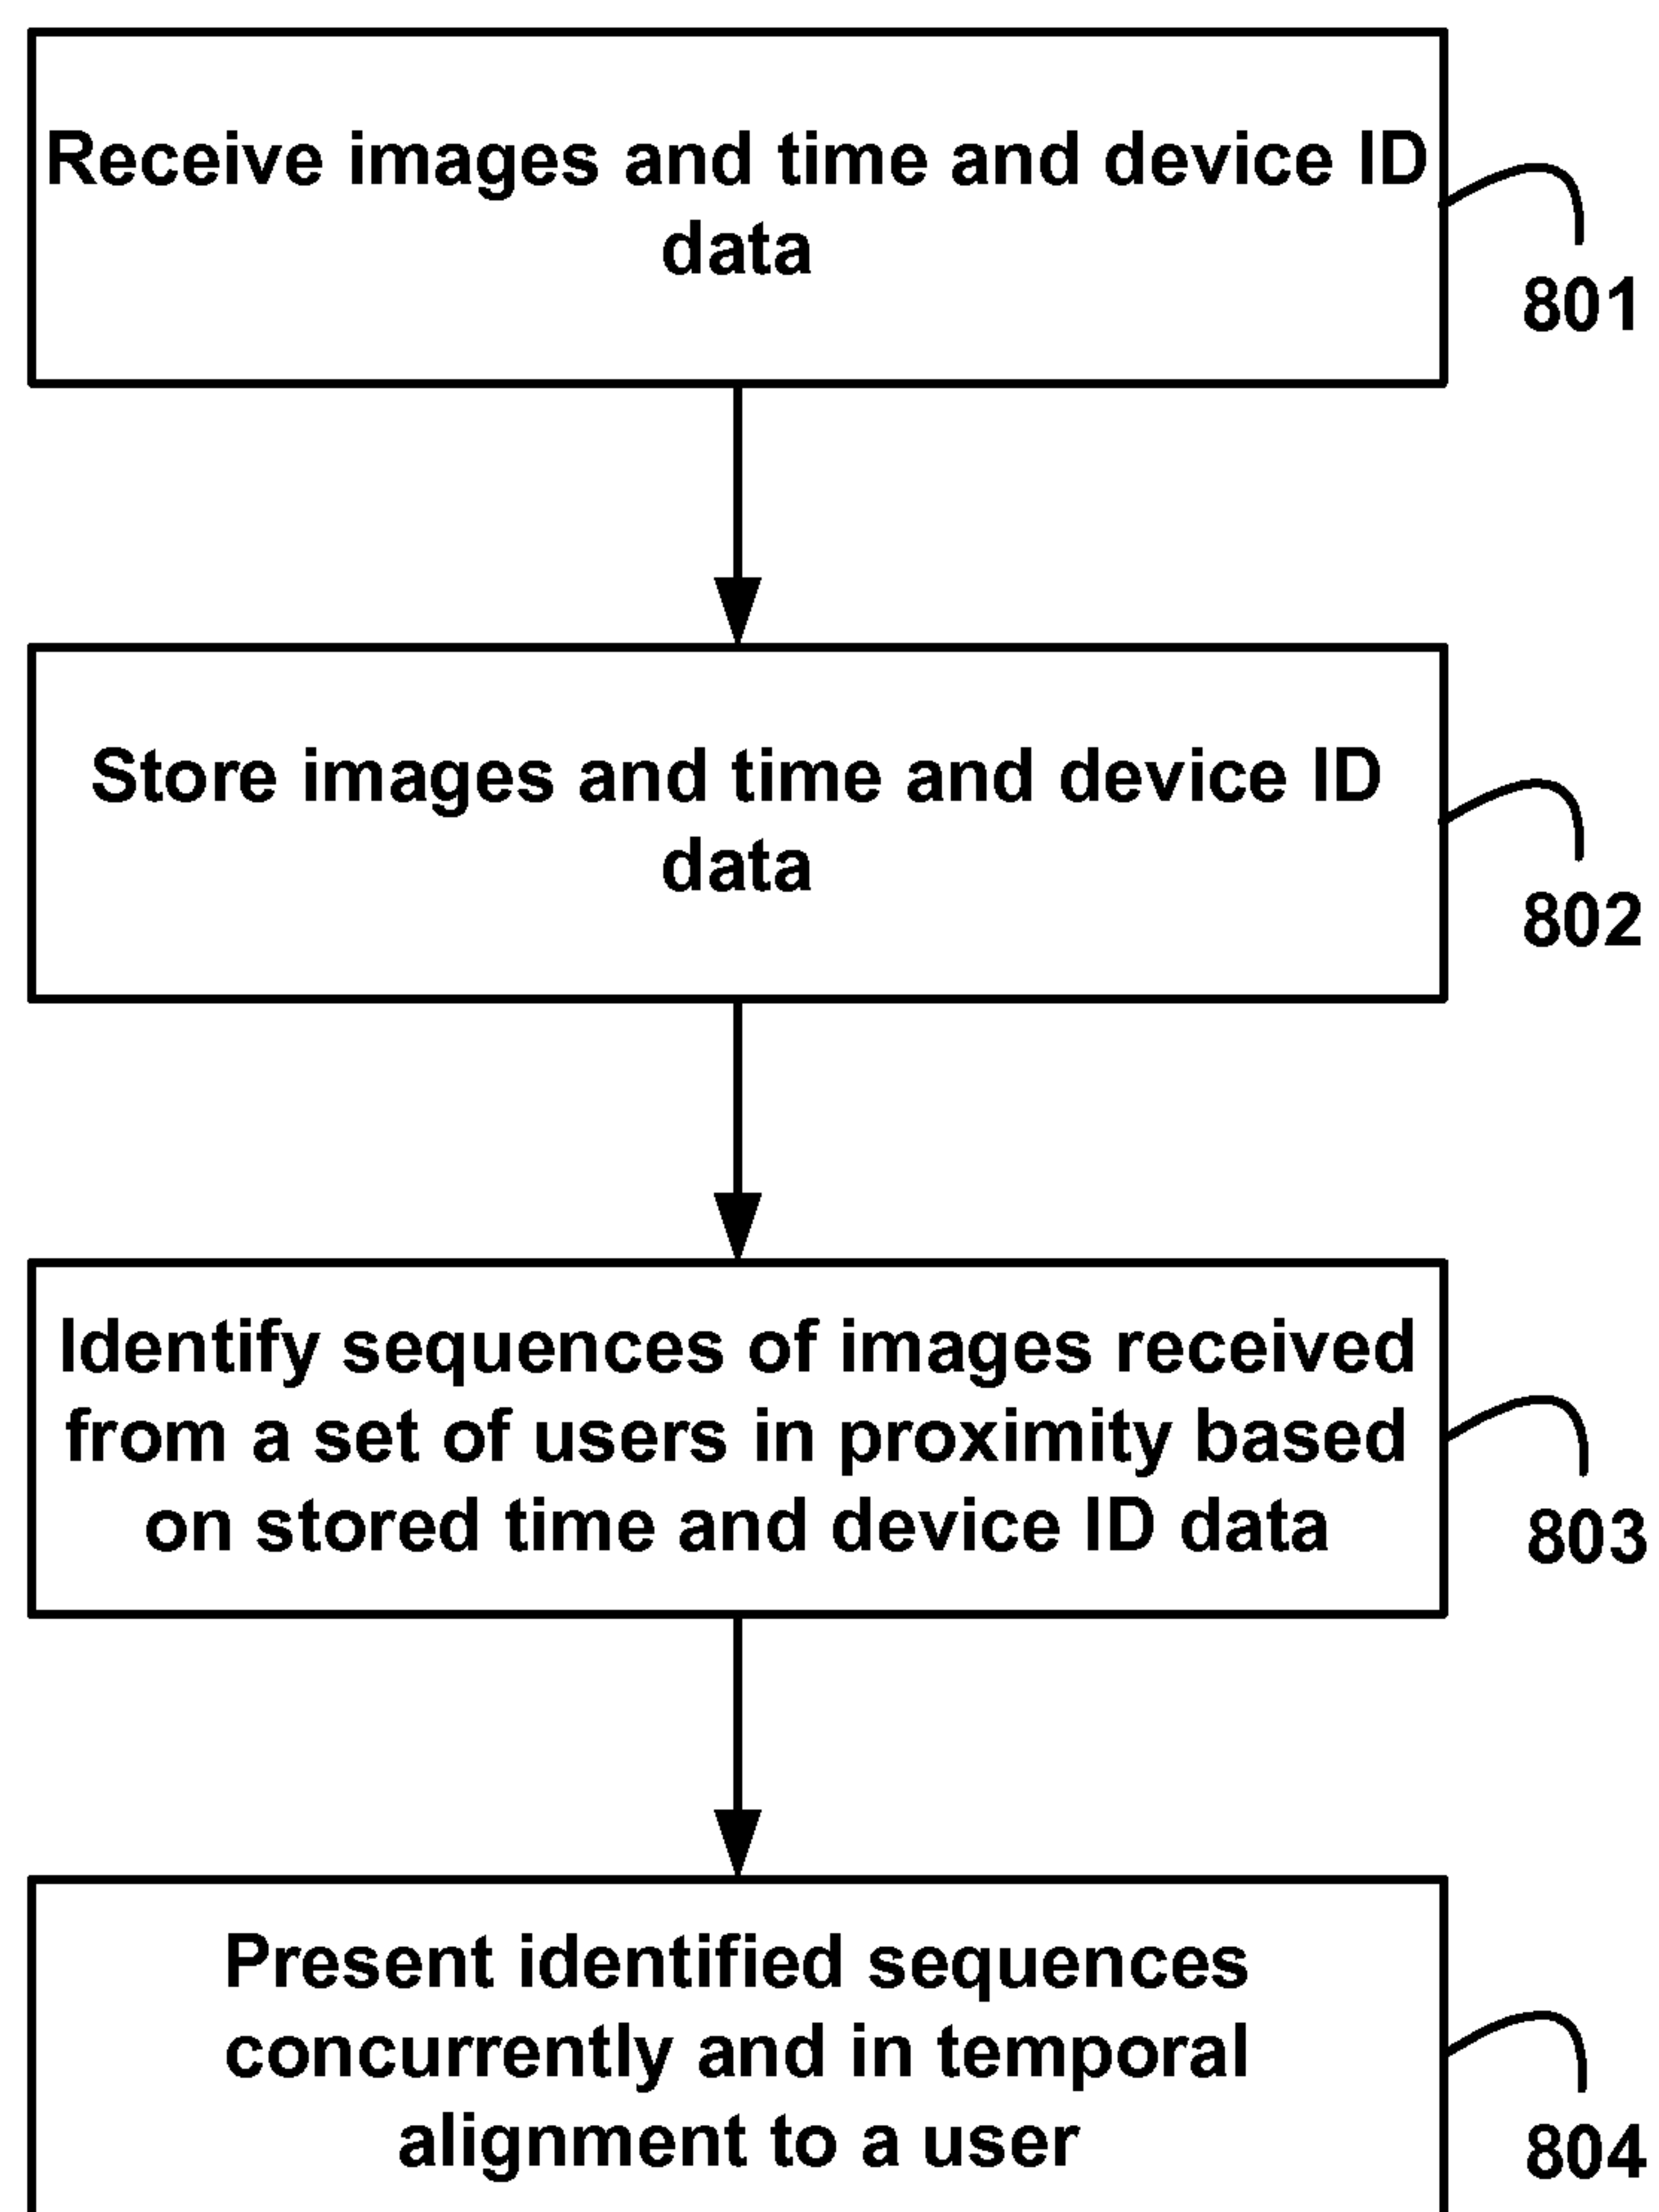 Receive images and time and device ID
data
801
Store images and time and device ID
data
802
Identify sequences of images received
from a set of users in proximity based
on stored time and device ID data
803
Present identified sequences
concurrently and in temporal
alignment to a user
804